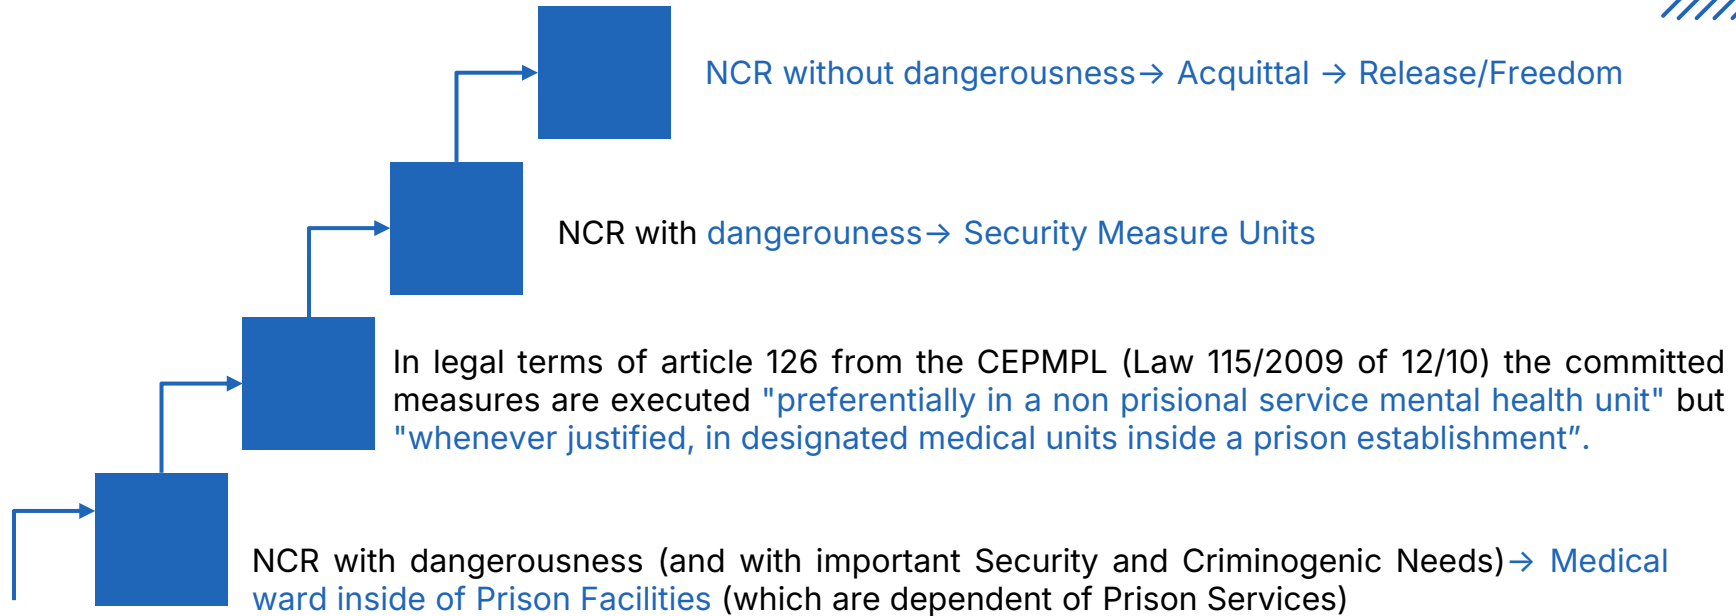 NCR without dangerousness→ Acquittal → Release/Freedom
NCR with dangerouness→ Security Measure Units
In legal terms of article 126 from the CEPMPL (Law 115/2009 of 12/10) the committed
measures are executed "preferentially in a non prisional service mental health unit" but
"whenever justified, in designated medical units inside a prison establishment”.
NCR with dangerousness (and with important Security and Criminogenic Needs)→ Medical
ward inside of Prison Facilities (which are dependent of Prison Services)